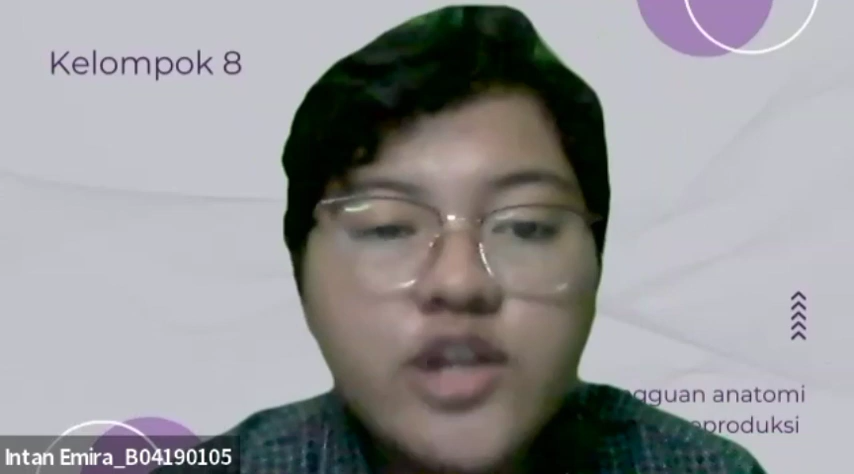 Kelompok 8
gguan anatomi
produksi
Intan Emira_B04190105